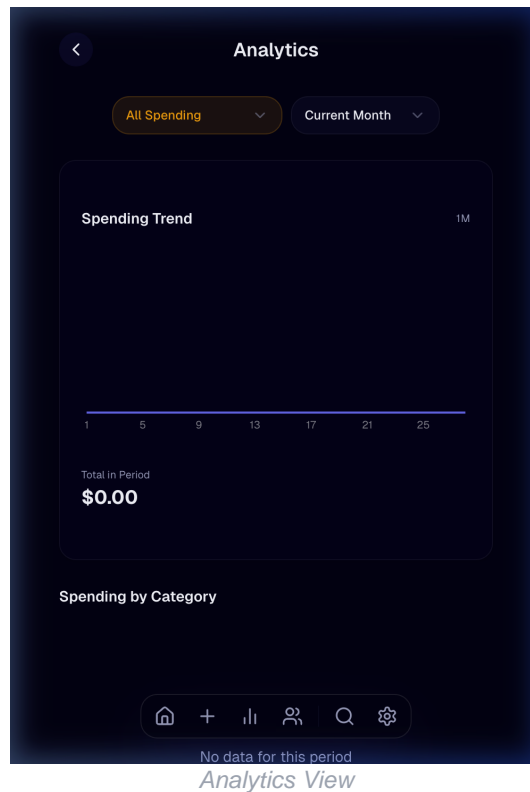 Analytics
All Spending
Current Month
Spending Trend
1M
1 5 9 13 17 21 25
Total in Period
$0.00
Spending by Category
No data for this period
Analytics View